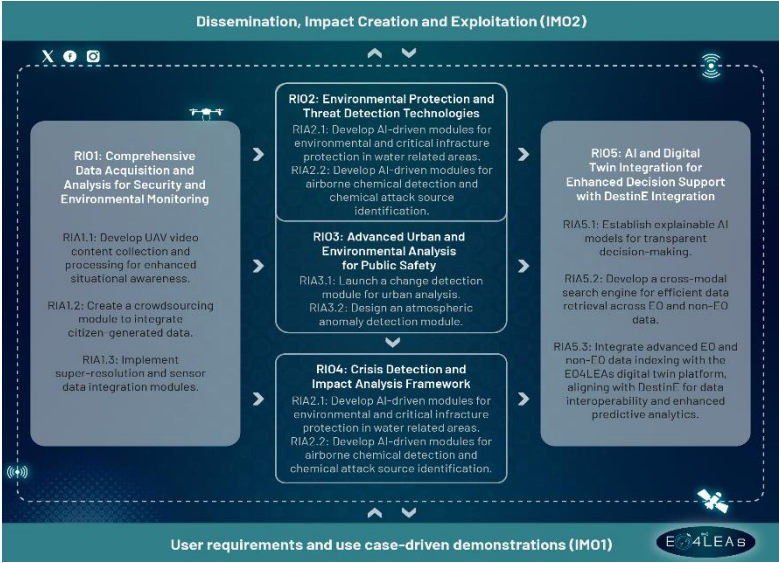 Dissemination, Impact Creation and Exploitation (IMO2)
RIO1: Comprehensive
Data Acquisition and
Analysis for Security and
Environmental Monitoring
RIA1.1: Develop UAV video
content collection and
processing for enhanced
situational awareness.
RIA1.2: Create a crowdsourcing
module to integrate
citizen-generated data.
RIA1.3: Implement
super-resolution and sensor
data integration modules.
RIO2: Environmental Protection and
Threat Detection Technologies
RIA2.1: Develop AI-driven modules for
environmental and critical infracture
protection in water related areas.
RIA2.2: Develop AI-driven modules for
airborne chemical detection and
chemical attack source
identification.
RIO3: Advanced Urban and
Environmental Analysis
for Public Safety
RIA3.1: Launch a change detection
module for urban analysis.
RIA3.2: Design an atmospheric
anomaly detection module.
RIO4: Crisis Detection and
Impact Analysis Framework
RIA2.1: Develop AI-driven modules for
environmental and critical infracture
protection in water related areas.
RIA2.2: Develop AI-driven modules for
airborne chemical detection and
chemical attack source identification.
RIO5: AI and Digital
Twin Integration for
Enhanced Decision Support
with DestinE Integration
RIA5.1: Establish explainable AI
models for transparent
decision-making.
RIA5.2: Develop a cross-modal
search engine for efficient data
retrieval across EO and non-EO
data.
RIA5.3: Integrate advanced EO and
non-EO data indexing with the
EO4LEAs digital twin platform,
aligning with DestinE for data
interoperability and enhanced
predictive analytics.
User requirements and use case-driven demonstrations (IMO1)
EO4LEAs